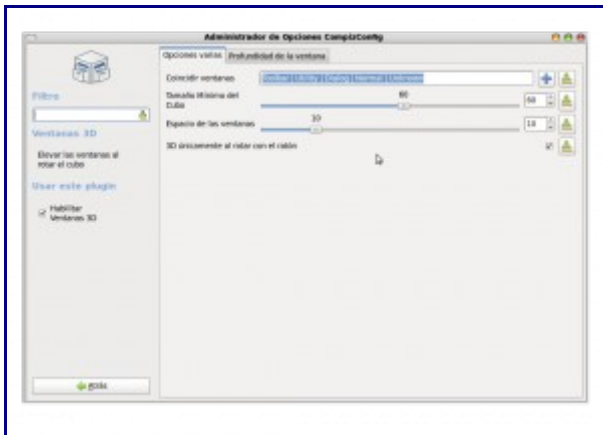 Administrador de Opciones CompizConfig
Opciones varias
Profundidad de la ventana
Filtro
Ventanas 3D
Elevar las ventanas al
rotar el cubo
Usar este plugin
Habilitar
Ventanas 3D
Atrás
Coincidir ventanas
Toolbar | Utility | Dialog | Normal | Unknown
Tamaño Mínimo del
Cubo
60
60
Espacio de las ventanas
10
10
3D únicamente al rotar con el ratón